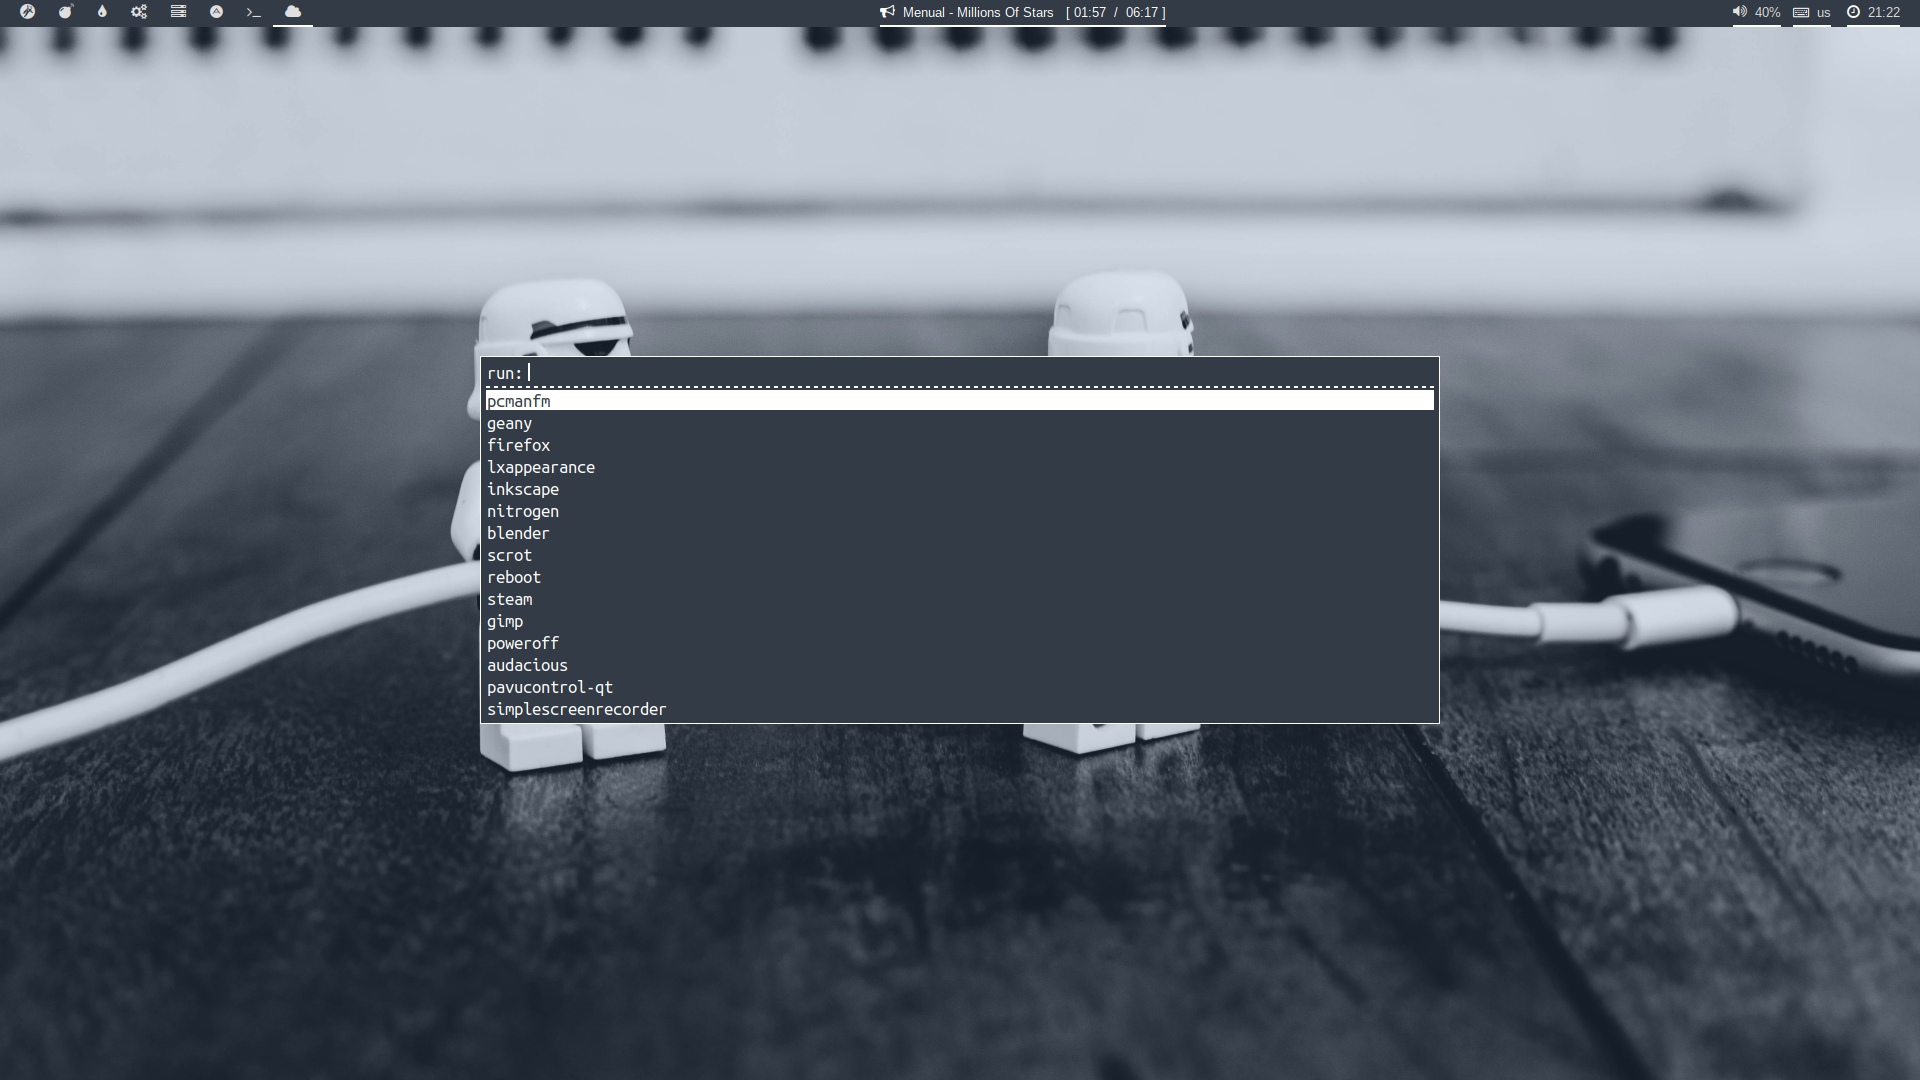 Menual - Millions Of Stars [ 01:57 / 06:17 ]
40% us 21:22
run:
pcmanfm
geany
firefox
lxappearance
inkscape
nitrogen
blender
scrot
reboot
steam
gimp
poweroff
audacious
pavucontrol-qt
simplescreenrecorder